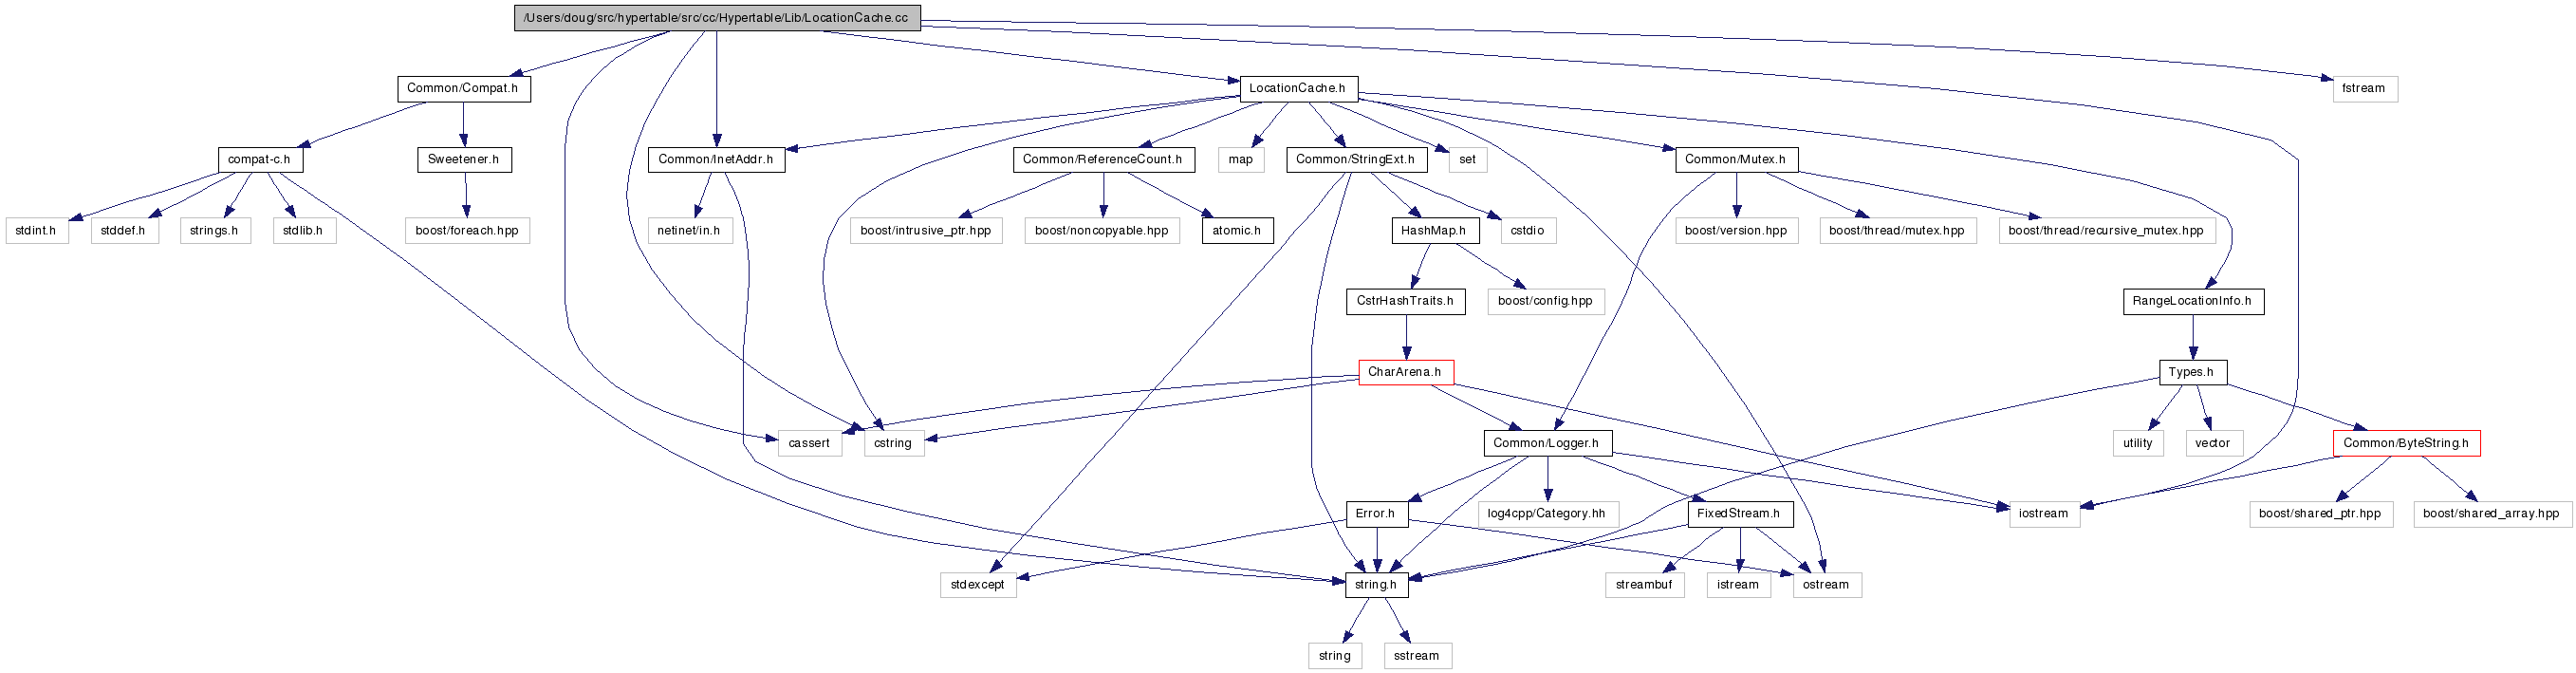 /Users/doug/src/hypertable/src/cc/Hypertable/Lib/LocationCache.cc
Common/Compat.h
LocationCache.h
fstream
compat-c.h
Sweetener.h
Common/InetAddr.h
Common/ReferenceCount.h
map
Common/StringExt.h
set
Common/Mutex.h
stdint.h
stddef.h
strings.h
stdlib.h
boost/foreach.hpp
netinet/in.h
boost/intrusive_ptr.hpp
boost/noncopyable.hpp
atomic.h
HashMap.h
cstdio
boost/version.hpp
boost/thread/mutex.hpp
boost/thread/recursive_mutex.hpp
CstrHashTraits.h
boost/config.hpp
RangeLocationInfo.h
CharArena.h
Types.h
cassert
cstring
Common/Logger.h
utility
vector
Common/ByteString.h
Error.h
log4cpp/Category.hh
FixedStream.h
iostream
boost/shared_ptr.hpp
boost/shared_array.hpp
stdexcept
string.h
streambuf
istream
ostream
string
sstream